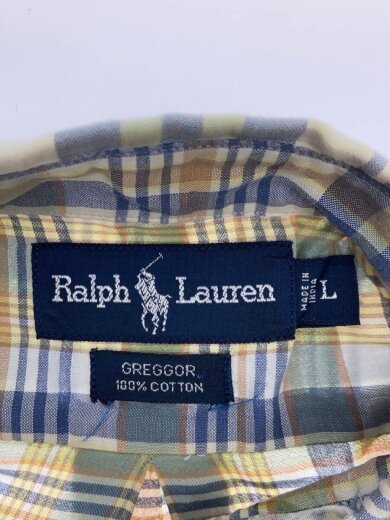 Ralph Lauren
MADE IN
INDIA
L
GREGGOR
100% COTTON